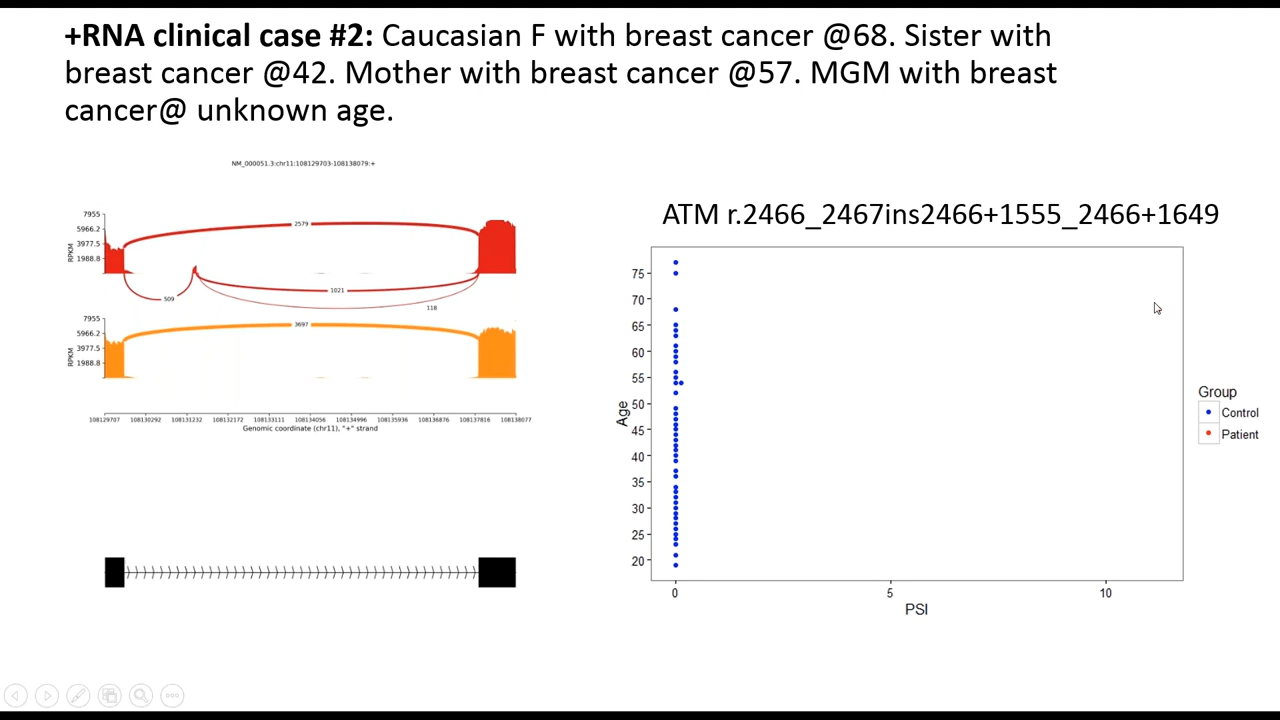 +RNA clinical case #2: Caucasian F with breast cancer @68. Sister with
breast cancer @42. Mother with breast cancer @57. MGM with breast
cancer@ unknown age.
NM_000051.3:chr11:108129703-108138079:+
7955
5966.2
3977.5
1988.8
RPKM
2579
509
1021
118
7955
5966.2
3977.5
1988.8
RPKM
3697
108129707 108130292 108131232 108132172 108133111 108134056 108134996 108135936 108136876 108137816 108138077
Genomic coordinate (chr11), "+" strand
ATM r.2466_2467ins2466+1555_2466+1649
75
70
65
60
55
50
45
40
35
30
25
20
Age
0 5 10
PSI
Group
Control
Patient